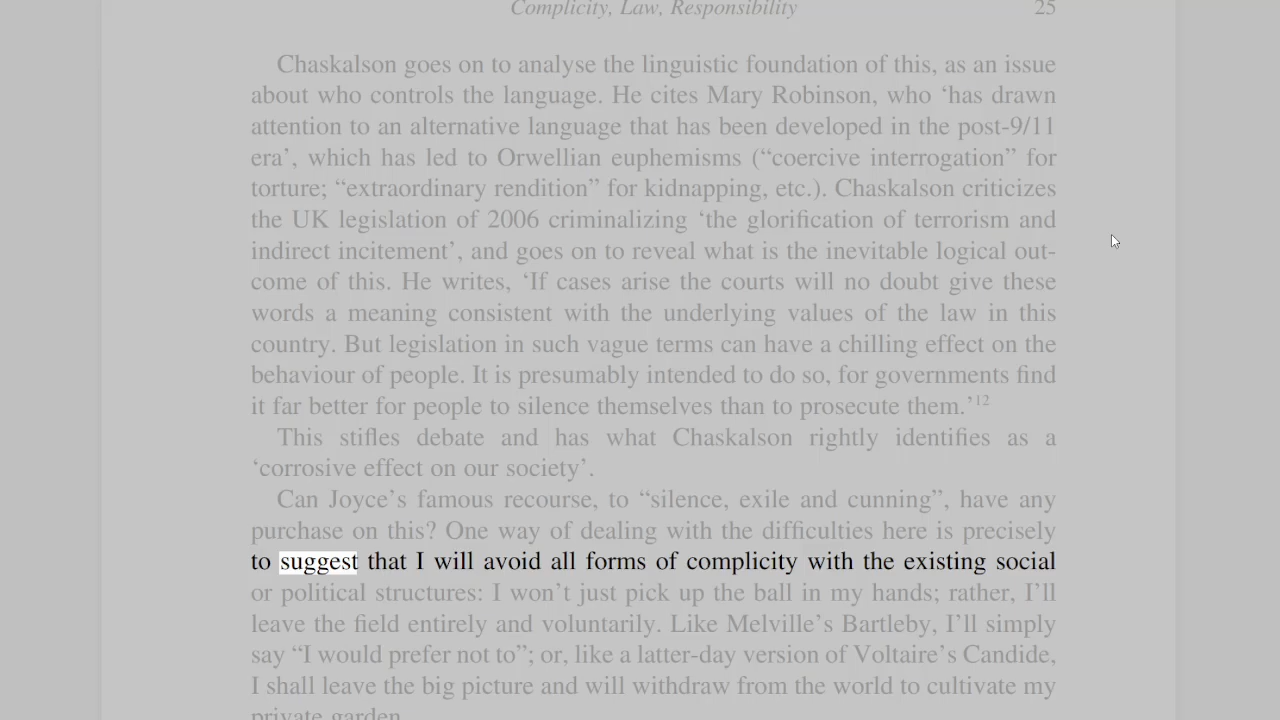 Complicity, Law, Responsibility 25
Chaskalson goes on to analyse the linguistic foundation of this, as an issue
about who controls the language. He cites Mary Robinson, who ‘has drawn
attention to an alternative language that has been developed in the post-9/11
era’, which has led to Orwellian euphemisms (“coercive interrogation” for
torture; “extraordinary rendition” for kidnapping, etc.). Chaskalson criticizes
the UK legislation of 2006 criminalizing ‘the glorification of terrorism and
indirect incitement’, and goes on to reveal what is the inevitable logical out-
come of this. He writes, ‘If cases arise the courts will no doubt give these
words a meaning consistent with the underlying values of the law in this
country. But legislation in such vague terms can have a chilling effect on the
behaviour of people. It is presumably intended to do so, for governments find
it far better for people to silence themselves than to prosecute them.’12
This stifles debate and has what Chaskalson rightly identifies as a
‘corrosive effect on our society’.
Can Joyce’s famous recourse, to “silence, exile and cunning”, have any
purchase on this? One way of dealing with the difficulties here is precisely
to suggest that I will avoid all forms of complicity with the existing social
or political structures: I won’t just pick up the ball in my hands; rather, I’ll
leave the field entirely and voluntarily. Like Melville’s Bartleby, I’ll simply
say “I would prefer not to”; or, like a latter-day version of Voltaire’s Candide,
I shall leave the big picture and will withdraw from the world to cultivate my
private garden.